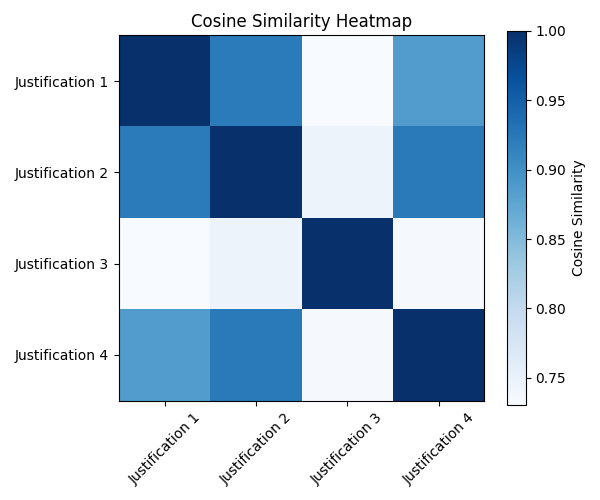 Cosine Similarity Heatmap
Justification 1
Justification 2
Justification 3
Justification 4
Justification 1
Justification 2
Justification 3
Justification 4
1.00
0.95
0.90
0.85
0.80
0.75
Cosine Similarity